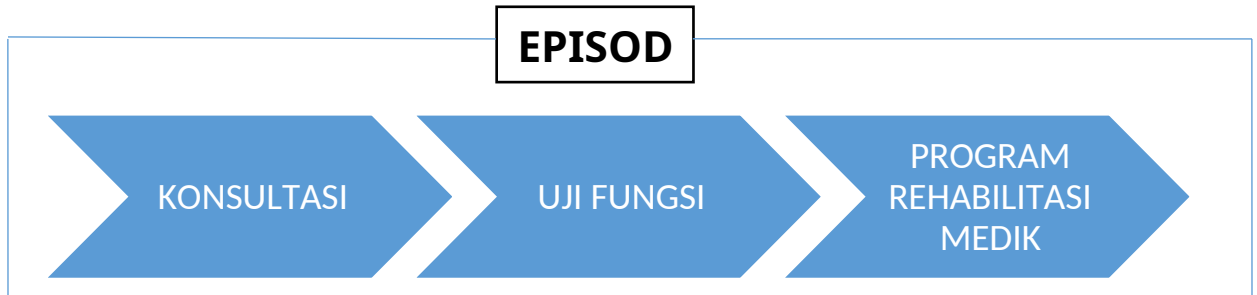 EPISOD
KONSULTASI
UJI FUNGSI
PROGRAM
REHABILITASI
MEDIK